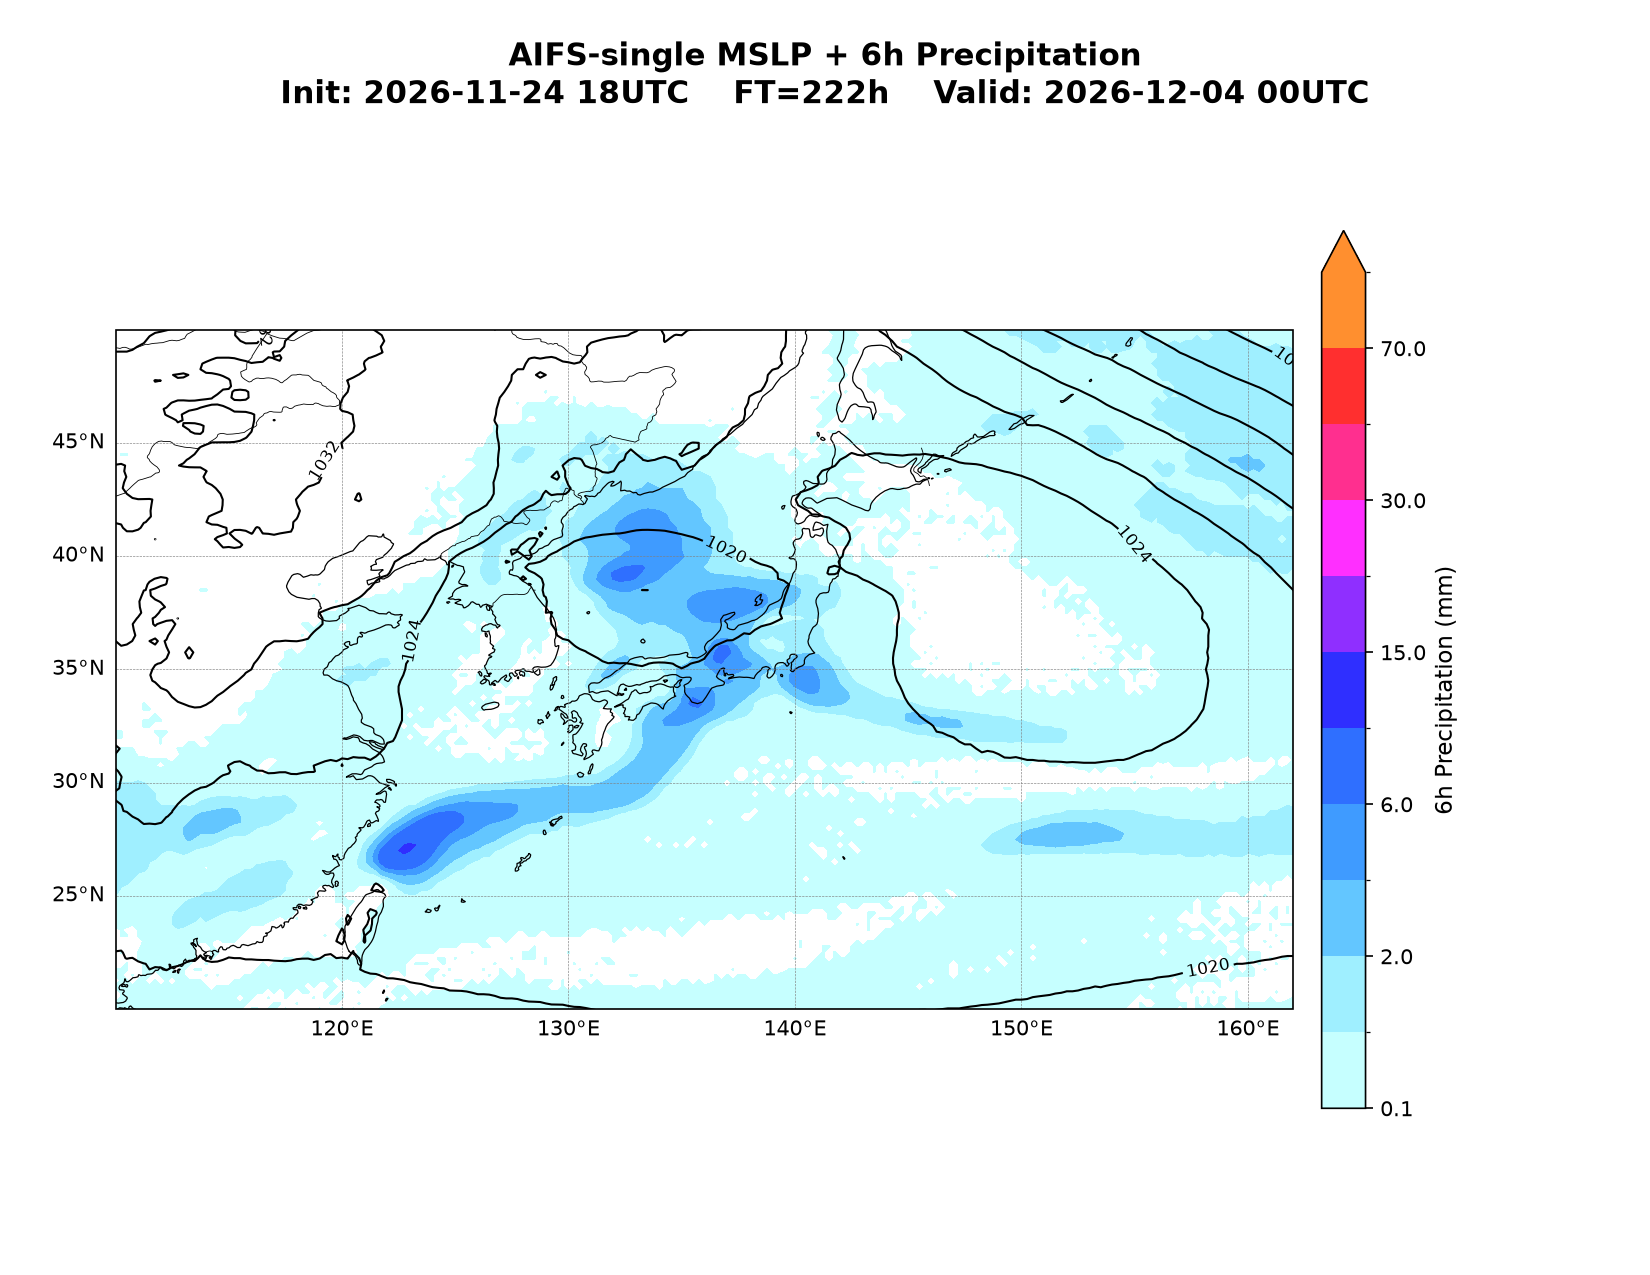 AIFS-single MSLP + 6h Precipitation
Init: 2026-11-24 18UTC    FT=222h    Valid: 2026-12-04 00UTC
45°N
40°N
35°N
30°N
25°N
120°E
130°E
140°E
150°E
160°E
1032
1024
1020
1024
1020
10
70.0
30.0
15.0
6.0
2.0
0.1
6h Precipitation (mm)